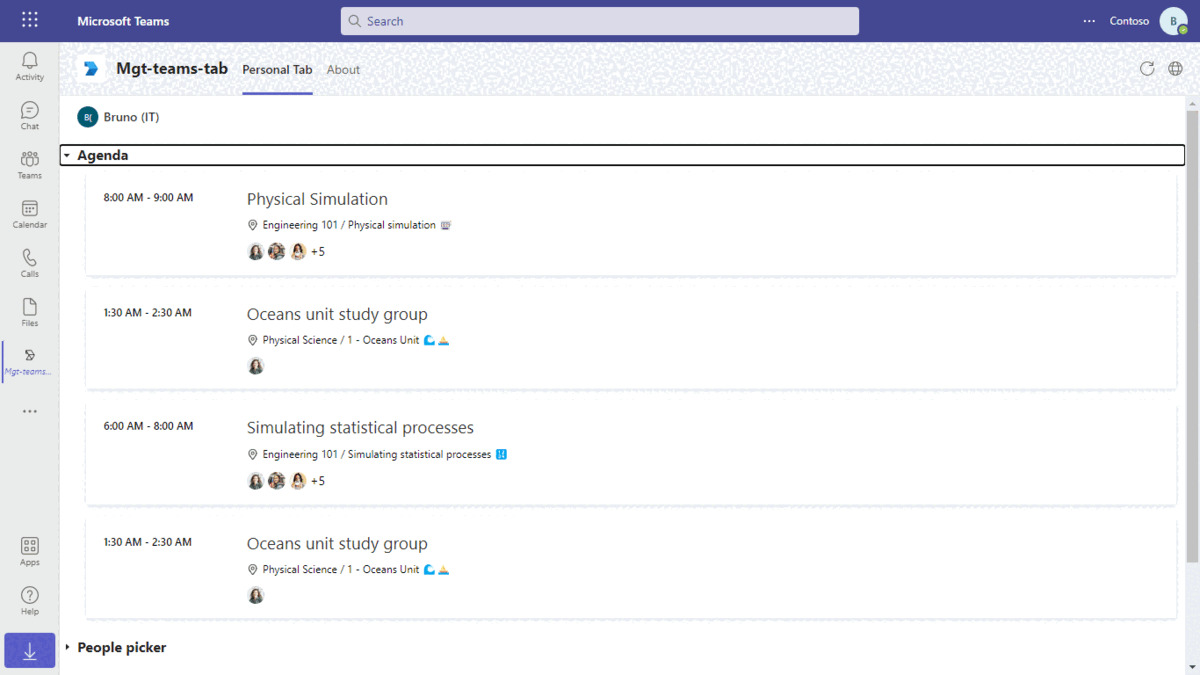 Microsoft Teams
Search
Contoso
B
Activity
Chat
Teams
Calendar
Calls
Files
Mgt-teams...
Apps
Help
Mgt-teams-tab
Personal Tab
About
B( Bruno (IT)
Agenda
8:00 AM - 9:00 AM
Physical Simulation
Engineering 101 / Physical simulation
+5
1:30 AM - 2:30 AM
Oceans unit study group
Physical Science / 1 - Oceans Unit
6:00 AM - 8:00 AM
Simulating statistical processes
Engineering 101 / Simulating statistical processes
+5
1:30 AM - 2:30 AM
Oceans unit study group
Physical Science / 1 - Oceans Unit
People picker